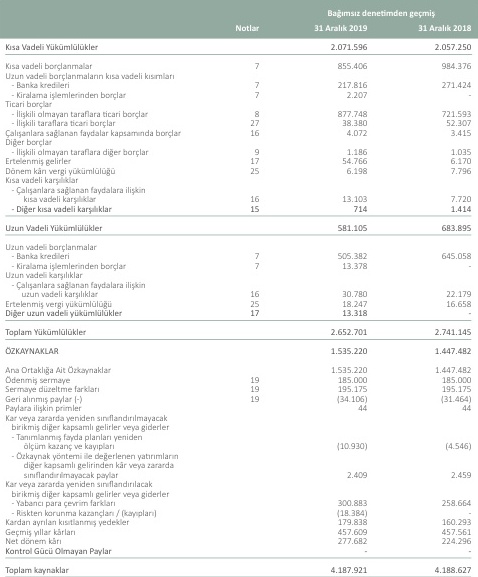 Bağımsız denetimden geçmiş
Notlar 31 Aralık 2019 31 Aralık 2018
Kısa Vadeli Yükümlülükler 2.071.596 2.057.250
Kısa vadeli borçlanmalar 7 855.406 984.376
Uzun vadeli borçlanmaların kısa vadeli kısımları
- Banka kredileri 7 217.816 271.424
- Kiralama işlemlerinden borçlar 7 2.207 -
Ticari borçlar
- İlişkili olmayan taraflara ticari borçlar 8 877.748 721.593
- İlişkili taraflara ticari borçlar 27 38.380 52.307
Çalışanlara sağlanan faydalar kapsamında borçlar 16 4.072 3.415
Diğer borçlar
- İlişkili olmayan taraflara diğer borçlar 9 1.186 1.035
Ertelenmiş gelirler 17 54.766 6.170
Dönem kârı vergi yükümlülüğü 25 6.198 7.796
Kısa vadeli karşılıklar
- Çalışanlara sağlanan faydalara ilişkin
kısa vadeli karşılıklar 16 13.103 7.720
- Diğer kısa vadeli karşılıklar 15 714 1.414
Uzun Vadeli Yükümlülükler 581.105 683.895
Uzun vadeli borçlanmalar
- Banka kredileri 7 505.382 645.058
- Kiralama işlemlerinden borçlar 7 13.378 -
Uzun vadeli karşılıklar
- Çalışanlara sağlanan faydalara ilişkin
uzun vadeli karşılıklar 16 30.780 22.179
Ertelenmiş vergi yükümlülüğü 25 18.247 16.658
Diğer uzun vadeli yükümlülükler 17 13.318 -
Toplam Yükümlülükler 2.652.701 2.741.145
ÖZKAYNAKLAR 1.535.220 1.447.482
Ana Ortaklığa Ait Özkaynaklar 1.535.220 1.447.482
Ödenmiş sermaye 19 185.000 185.000
Sermaye düzeltme farkları 19 195.175 195.175
Geri alınmış paylar (-) 19 (34.106) (31.464)
Paylara ilişkin primler 44 44
Kar veya zararda yeniden sınıflandırılmayacak
birikmiş diğer kapsamlı gelirler veya giderler
- Tanımlanmış fayda planları yeniden
ölçüm kazanç ve kayıpları (10.930) (4.546)
- Özkaynak yöntemi ile değerlenen yatırımların
diğer kapsamlı gelirinden kâr veya zararda
sınıflandırılmayacak paylar 2.409 2.459
Kar veya zararda yeniden sınıflandırılacak
birikmiş diğer kapsamlı gelirler veya giderler
- Yabancı para çevrim farkları 300.883 258.664
- Riskten korunma kazançları / (kayıpları) (18.384) -
Kardan ayrılan kısıtlanmış yedekler 179.838 160.293
Geçmiş yıllar kârları 457.609 457.561
Net dönem kârı 277.682 224.296
Kontrol Gücü Olmayan Paylar - -
Toplam kaynaklar 4.187.921 4.188.627